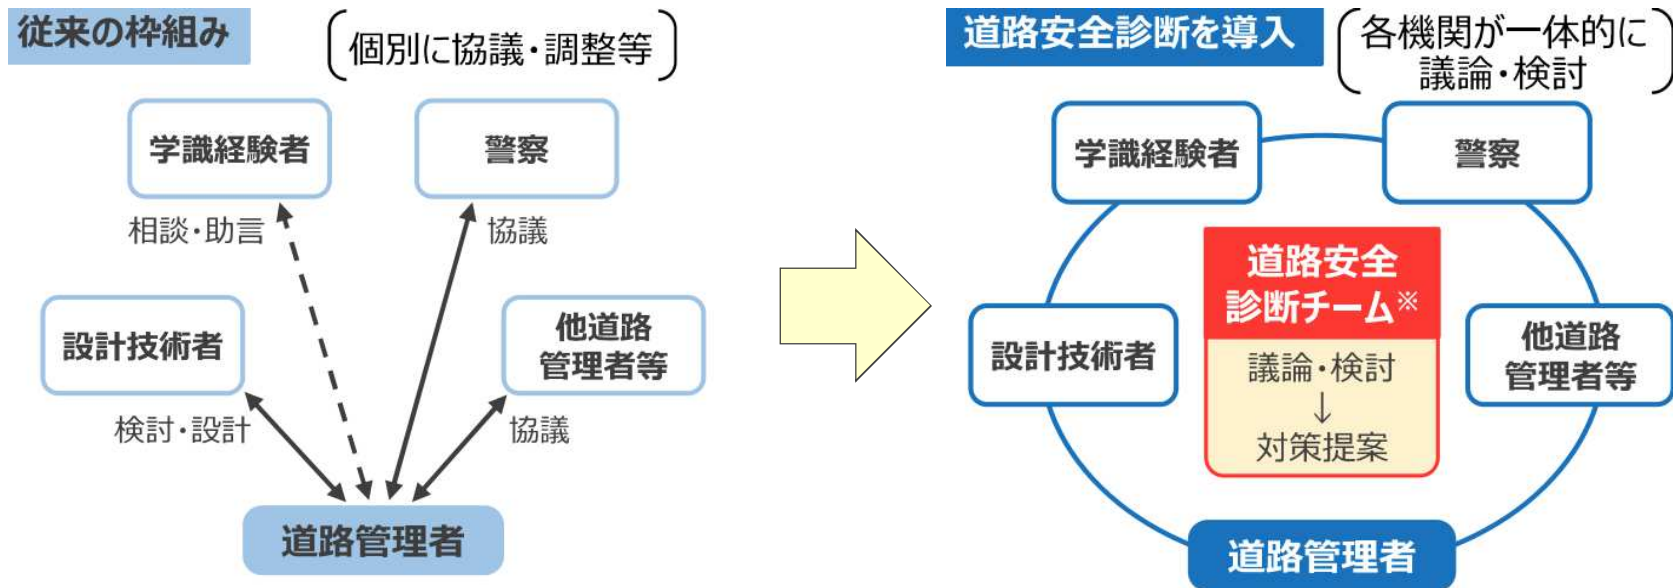 従来の枠組み
(個別に協議・調整等)
学識経験者
警察
相談・助言
協議
設計技術者
他道路
管理者等
検討・設計
協議
道路管理者
道路安全診断を導入
(各機関が一体的に
議論・検討)
学識経験者
警察
道路安全
診断チーム※
設計技術者
議論・検討
↓
対策提案
他道路
管理者等
道路管理者